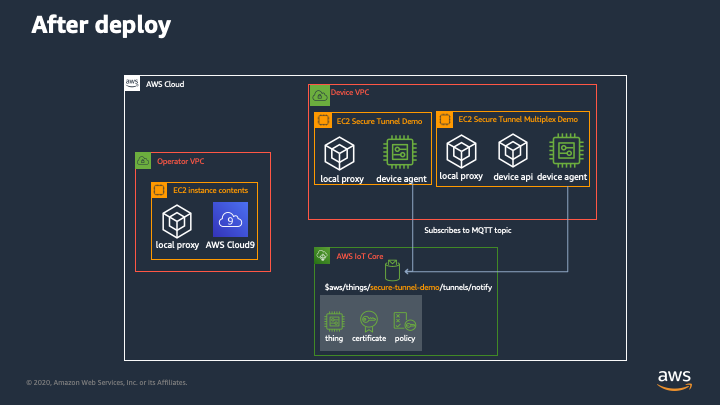 After deploy
aws
AWS Cloud
Device VPC
EC2 Secure Tunnel Demo
EC2 Secure Tunnel Multiplex Demo
local proxy
device agent
local proxy
device api
device agent
Operator VPC
EC2 instance contents
9
local proxy
AWS Cloud9
Subscribes to MQTT topic
AWS IoT Core
$aws/things/secure-tunnel-demo/tunnels/notify
thing
certificate
policy
© 2020, Amazon Web Services, Inc. or its Affiliates.
aws